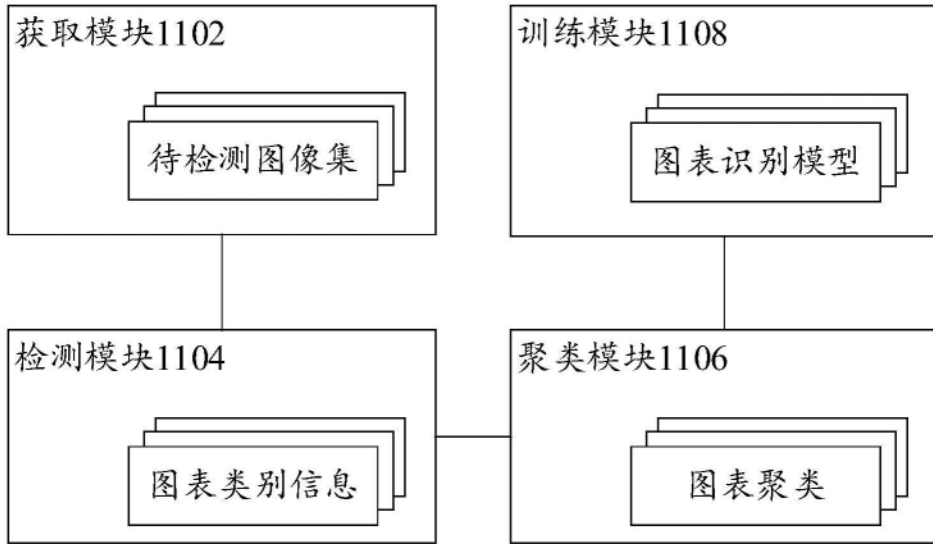 获取模块1102
待检测图像集
训练模块1108
图表识别模型
检测模块1104
图表类别信息
聚类模块1106
图表聚类